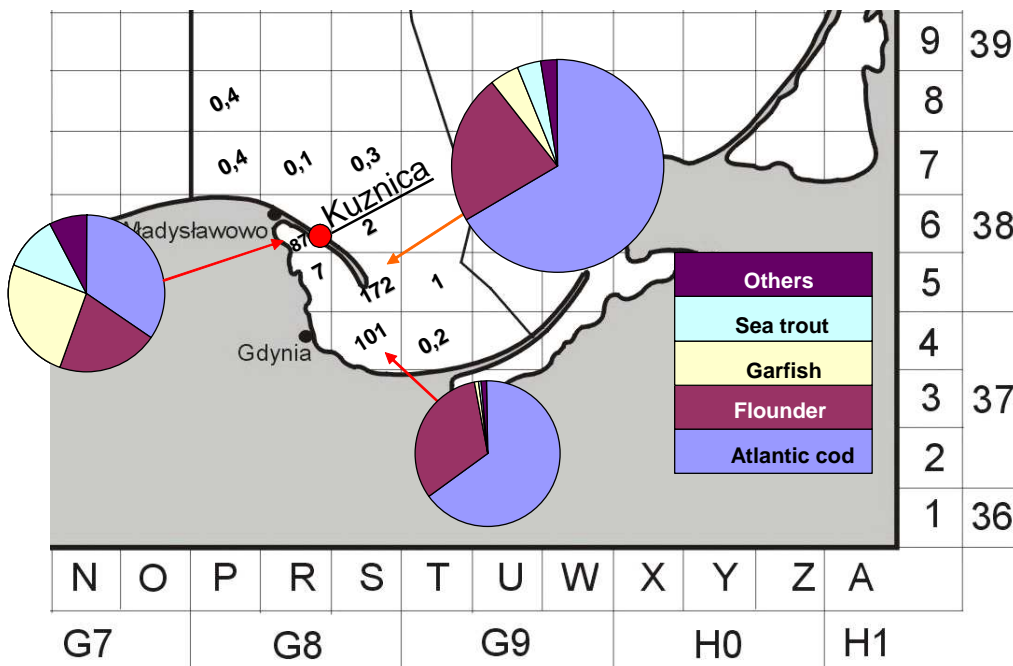 9
39
8
0,4
7
0,4
0,1
0,3
Kuznica
6
38
Władysławowo
87
2
7
172
1
5
Others
Sea trout
4
101
0,2
Gdynia
Garfish
3
37
Flounder
Atlantic cod
2
1
36
N O P R S T U W X Y Z A
G7 G8 G9 H0 H1